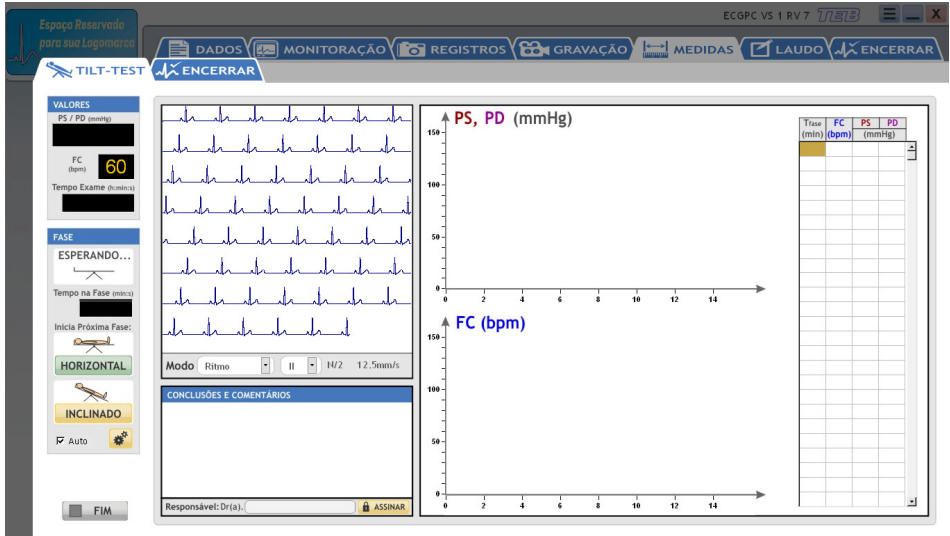 Espaço Reservado
para sua Logomarca
ECGPC VS 1 RV 7 TEB
X
DADOS MONITORAÇÃO REGISTROS GRAVAÇÃO MEDIDAS LAUDO ENCERRAR
TILT-TEST ENCERRAR
VALORES
PS / PD (mmHg)
FC
(bpm)
60
Tempo Exame (h:min:s)
FASE
ESPERANDO...
Tempo na Fase (min:s)
Inicia Próxima Fase:
HORIZONTAL
INCLINADO
Auto
FIM
Modo Ritmo II N/2 12.5mm/s
CONCLUSÕES E COMENTÁRIOS
Responsável: Dr(a). ASSINAR
PS, PD (mmHg)
150
100
50
0
0 2 4 6 8 10 12 14
FC (bpm)
150
100
50
0
0 2 4 6 8 10 12 14
Tfase FC PS PD
(min) (bpm) (mmHg)